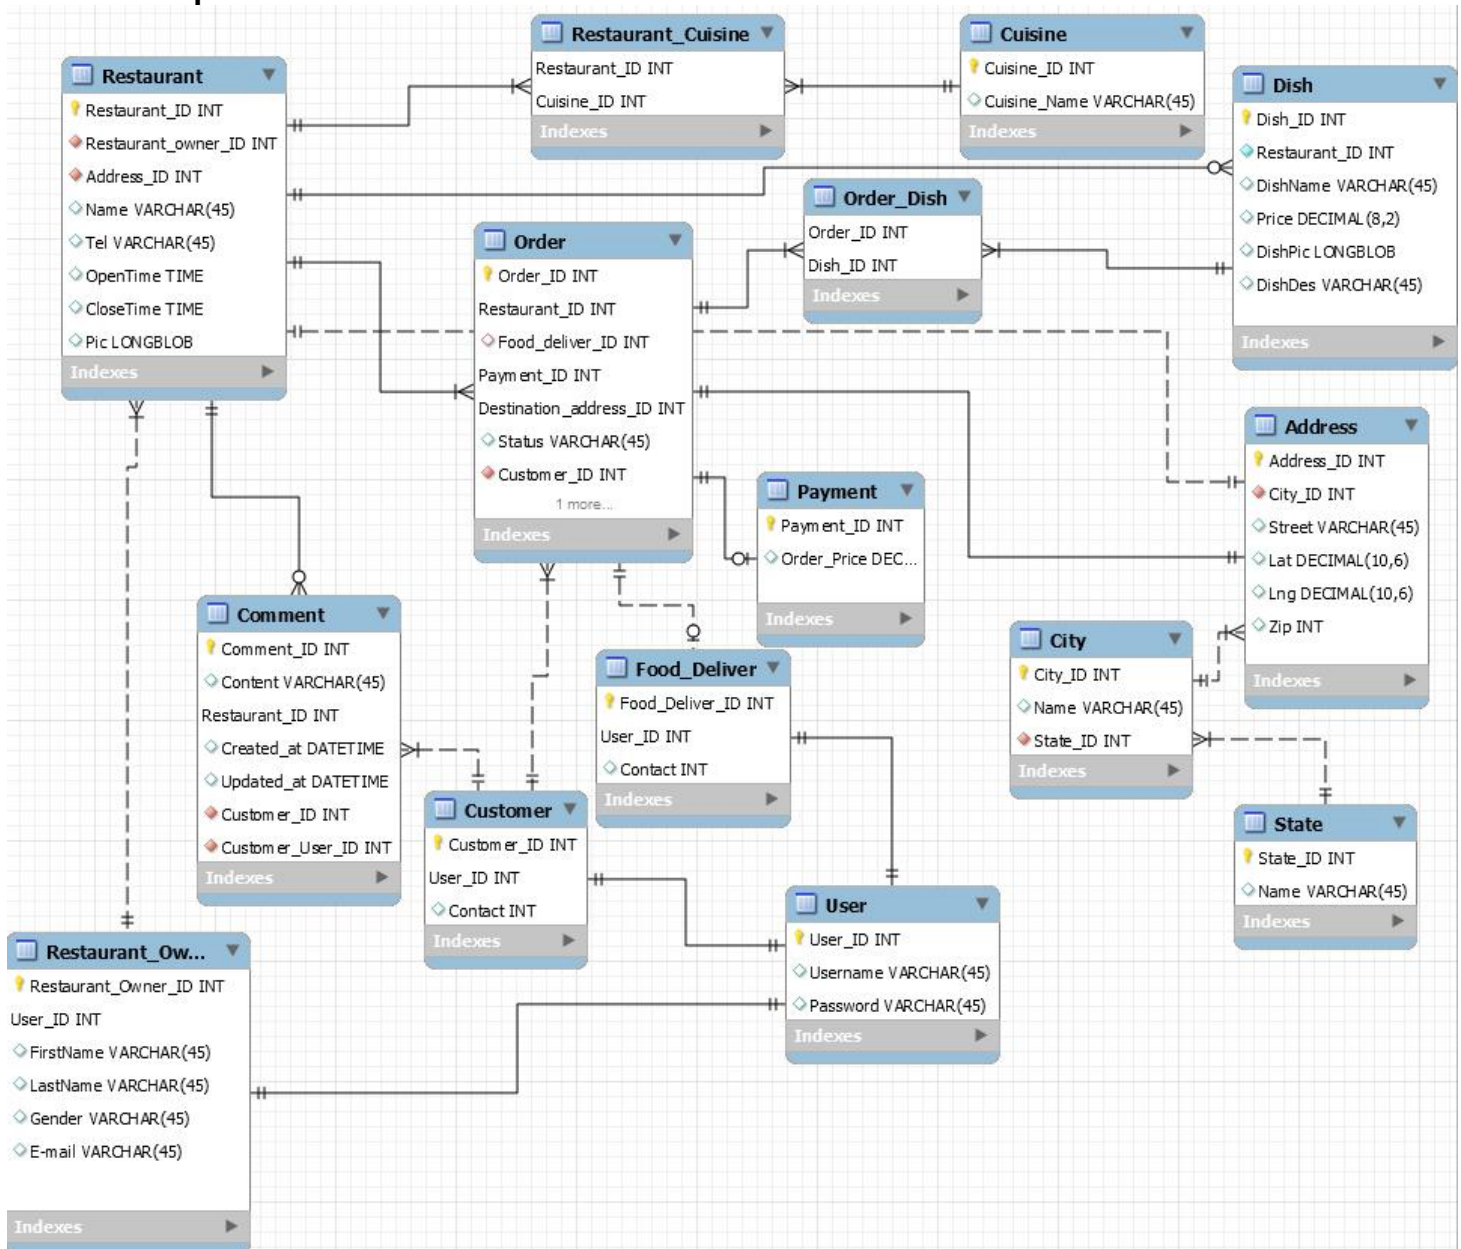 Restaurant_Cuisine
Restaurant_ID INT
Cuisine_ID INT
Indexes
Cuisine
Cuisine_ID INT
Cuisine_Name VARCHAR(45)
Indexes
Restaurant
Restaurant_ID INT
Restaurant_owner_ID INT
Address_ID INT
Name VARCHAR(45)
Tel VARCHAR(45)
OpenTime TIME
CloseTime TIME
Pic LONGBLOB
Indexes
Dish
Dish_ID INT
Restaurant_ID INT
DishName VARCHAR(45)
Price DECIMAL(8,2)
DishPic LONGBLOB
DishDes VARCHAR(45)
Indexes
Order_Dish
Order_ID INT
Dish_ID INT
Indexes
Order
Order_ID INT
Restaurant_ID INT
Food_deliver_ID INT
Payment_ID INT
Destination_address_ID INT
Status VARCHAR(45)
Customer_ID INT
1 more...
Indexes
Address
Address_ID INT
City_ID INT
Street VARCHAR(45)
Lat DECIMAL(10,6)
Lng DECIMAL(10,6)
Zip INT
Indexes
Payment
Payment_ID INT
Order_Price DEC...
Indexes
Comment
Comment_ID INT
Content VARCHAR(45)
Restaurant_ID INT
Created_at DATETIME
Updated_at DATETIME
Customer_ID INT
Customer_User_ID INT
Indexes
Food_Deliver
Food_Deliver_ID INT
User_ID INT
Contact INT
Indexes
City
City_ID INT
Name VARCHAR(45)
State_ID INT
Indexes
Customer
Customer_ID INT
User_ID INT
Contact INT
Indexes
State
State_ID INT
Name VARCHAR(45)
Indexes
User
User_ID INT
Username VARCHAR(45)
Password VARCHAR(45)
Indexes
Restaurant_Ow...
Restaurant_Owner_ID INT
User_ID INT
FirstName VARCHAR(45)
LastName VARCHAR(45)
Gender VARCHAR(45)
E-mail VARCHAR(45)
Indexes